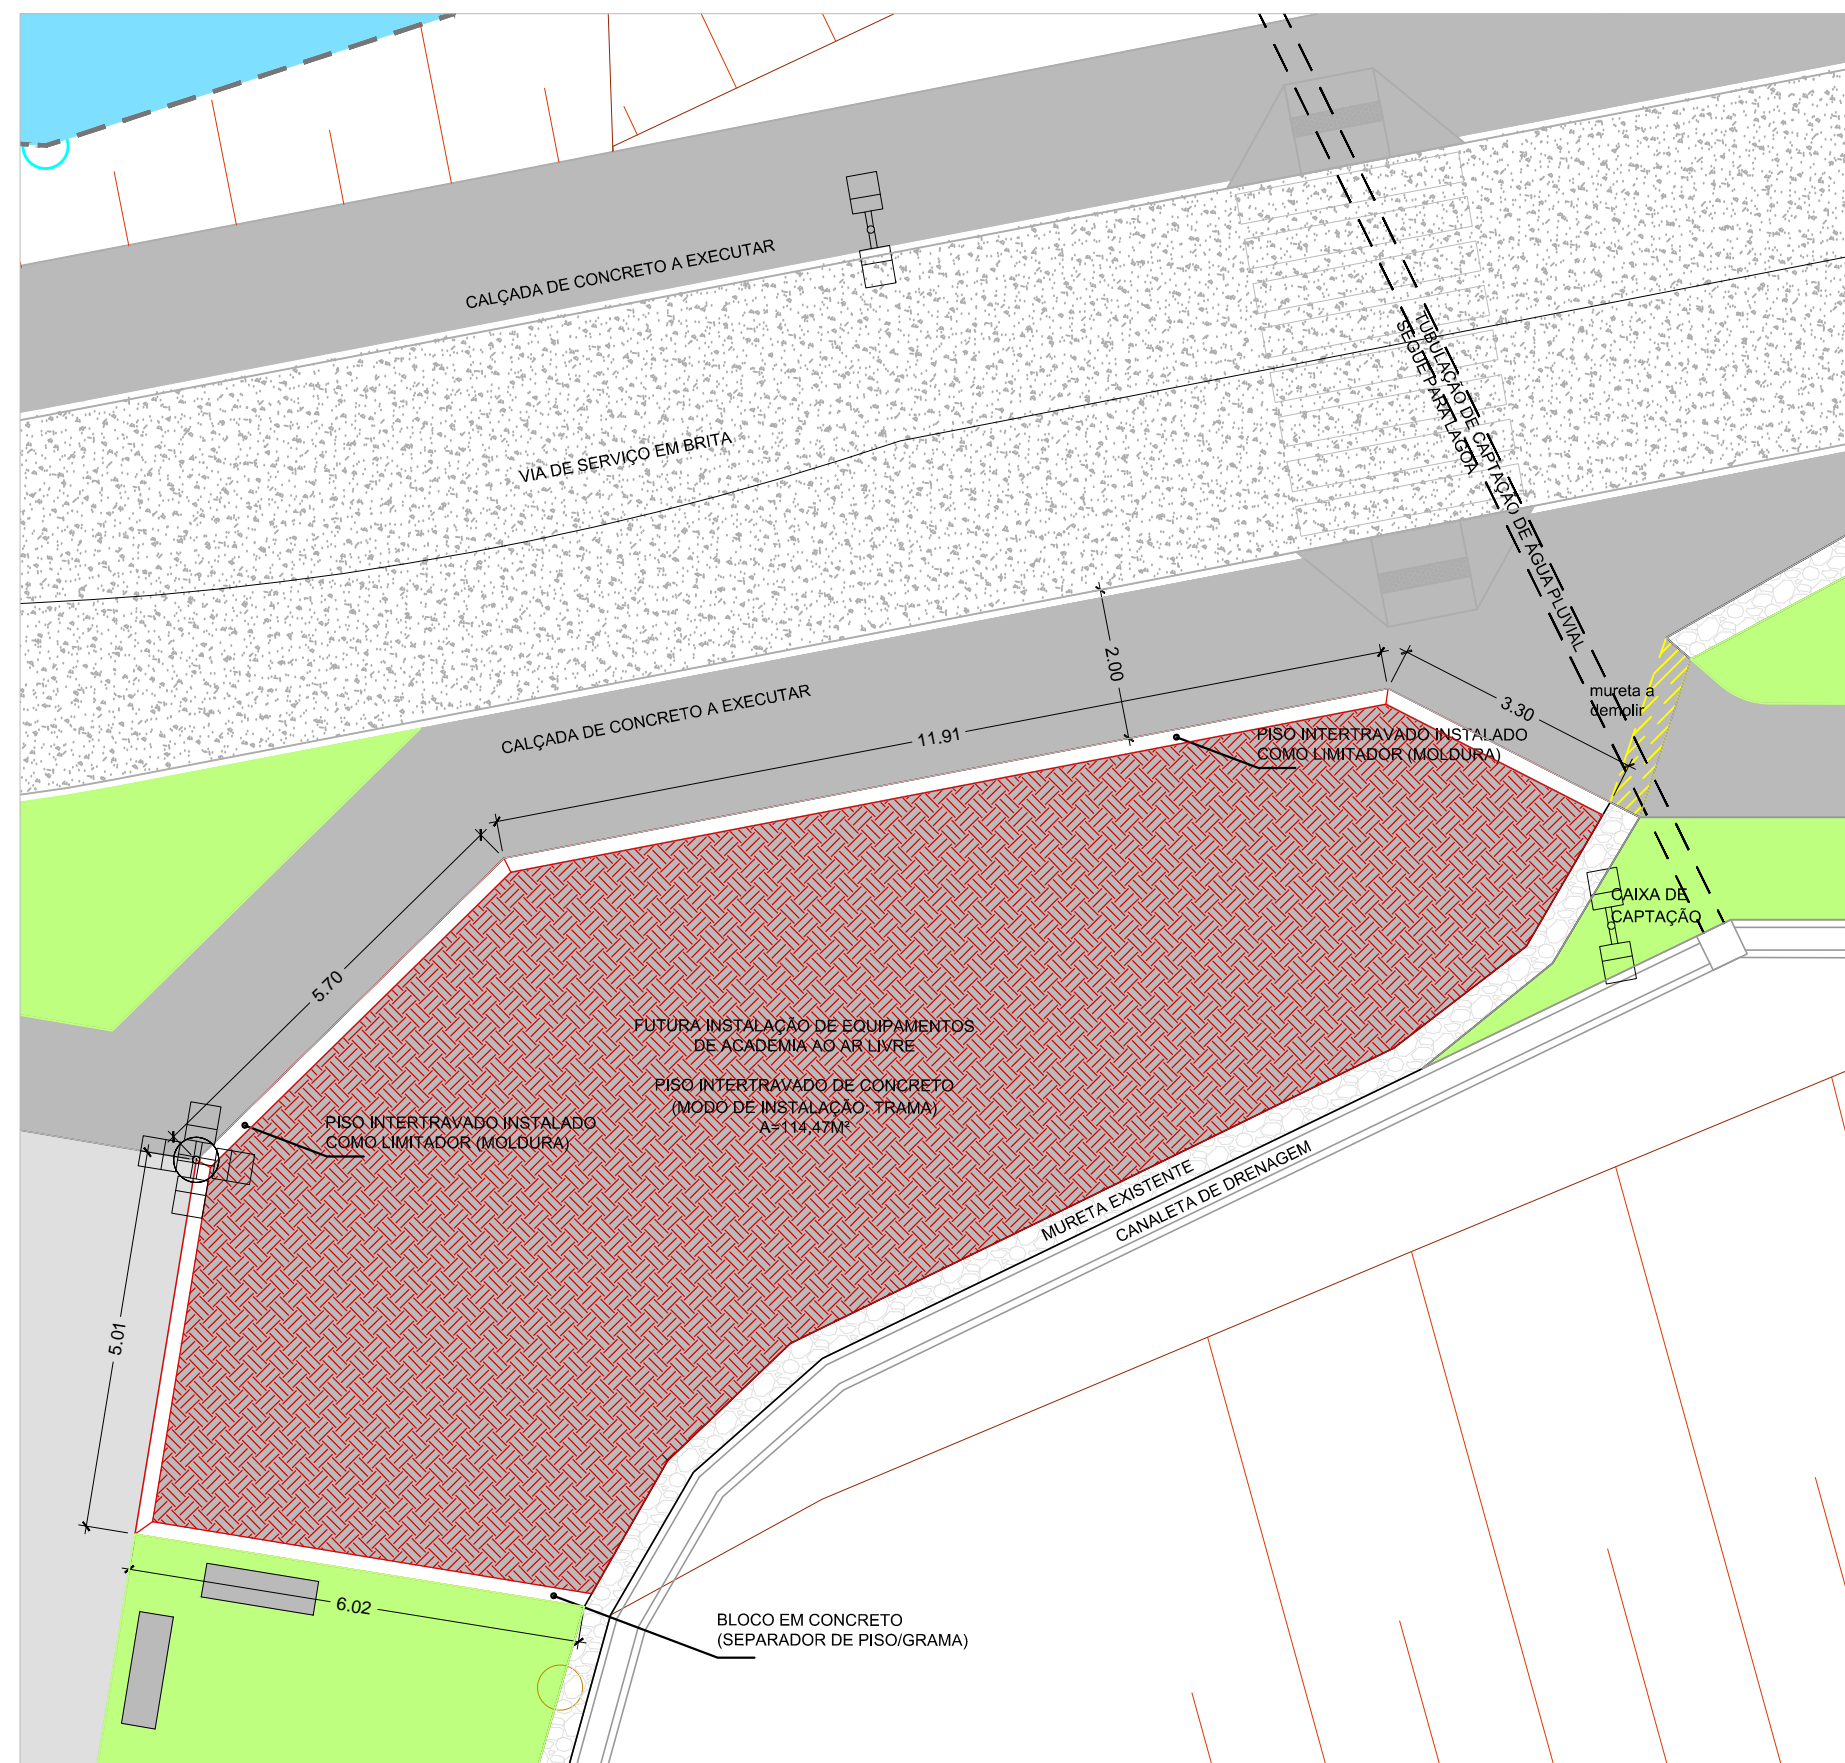 CALÇADA DE CONCRETO A EXECUTAR
VIA DE SERVIÇO EM BRITA
TUBULAÇÃO DE CAPTAÇÃO DE ÁGUA PLUVIAL
SEGUE PARA LAGOA
CALÇADA DE CONCRETO A EXECUTAR
2.00
11.91
3.30
mureta a
demolir
PISO INTERTRAVADO INSTALADO
COMO LIMITADOR (MOLDURA)
CAIXA DE
CAPTAÇÃO
5.70
FUTURA INSTALAÇÃO DE EQUIPAMENTOS
DE ACADEMIA AO AR LIVRE
PISO INTERTRAVADO DE CONCRETO
(MODO DE INSTALAÇÃO: TRAMA)
A=114,47M²
PISO INTERTRAVADO INSTALADO
COMO LIMITADOR (MOLDURA)
MURETA EXISTENTE
CANALETA DE DRENAGEM
5.01
6.02
BLOCO EM CONCRETO
(SEPARADOR DE PISO/GRAMA)